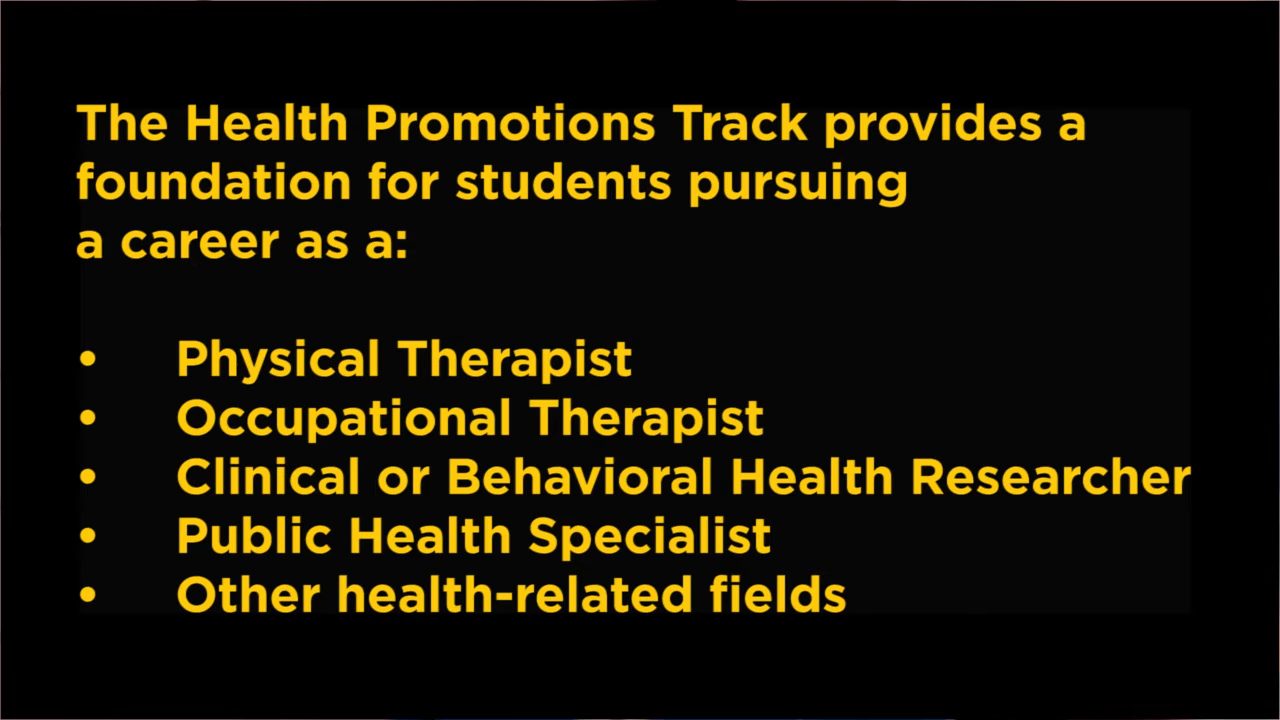 The Health Promotions Track provides a
foundation for students pursuing
a career as a:
• Physical Therapist
• Occupational Therapist
• Clinical or Behavioral Health Researcher
• Public Health Specialist
• Other health-related fields